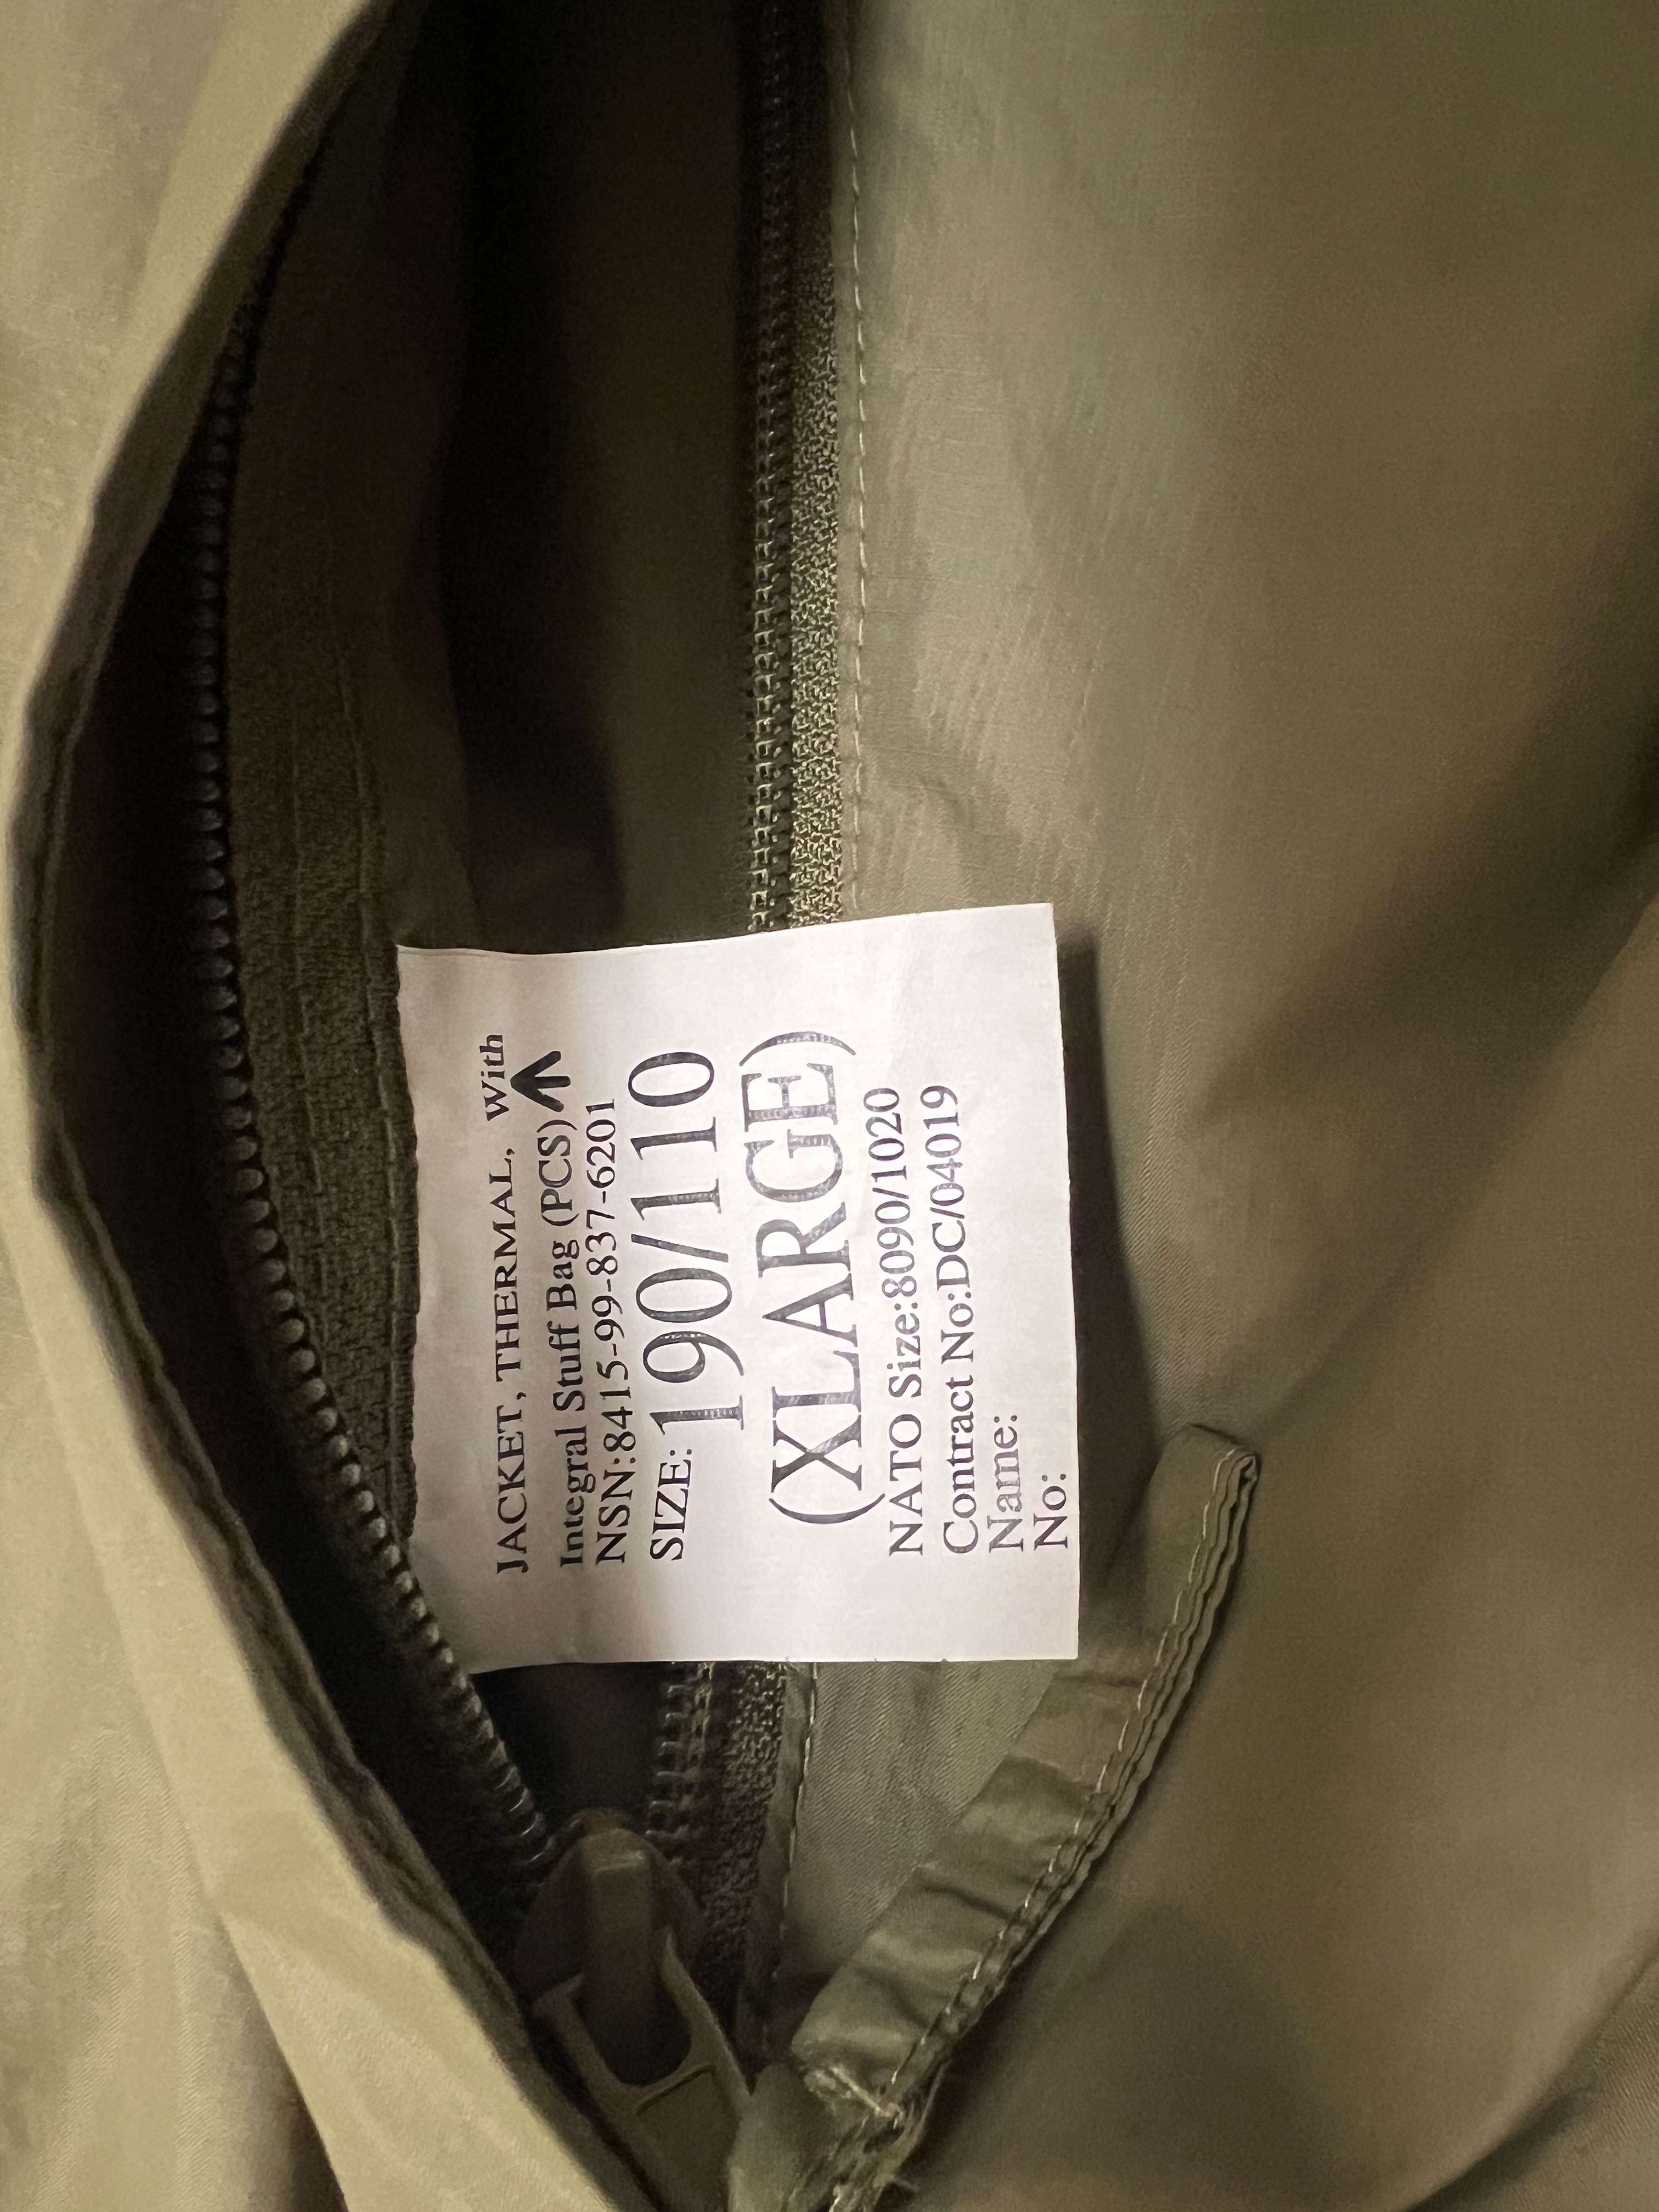 JACKET, THERMAL, With
Integral Stuff Bag (PCS)
NSN:8415-99-837-6201
SIZE: 190/110
(XLARGE)
NATO Size:8090/1020
Contract No:DC/04019
Name:
No: